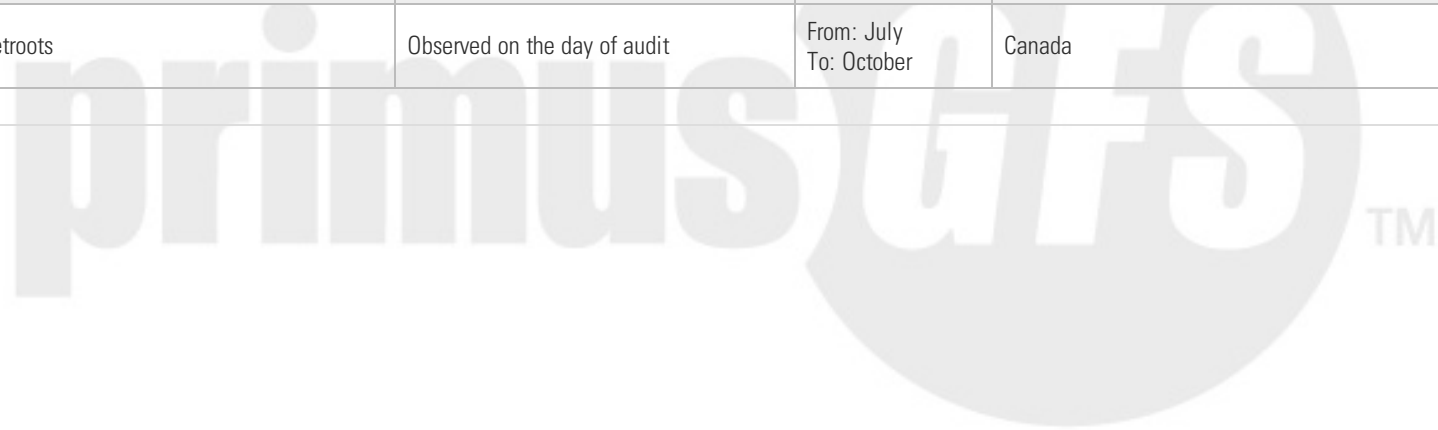 etroots
Observed on the day of audit
From: July
To: October
Canada
primusGFS
TM